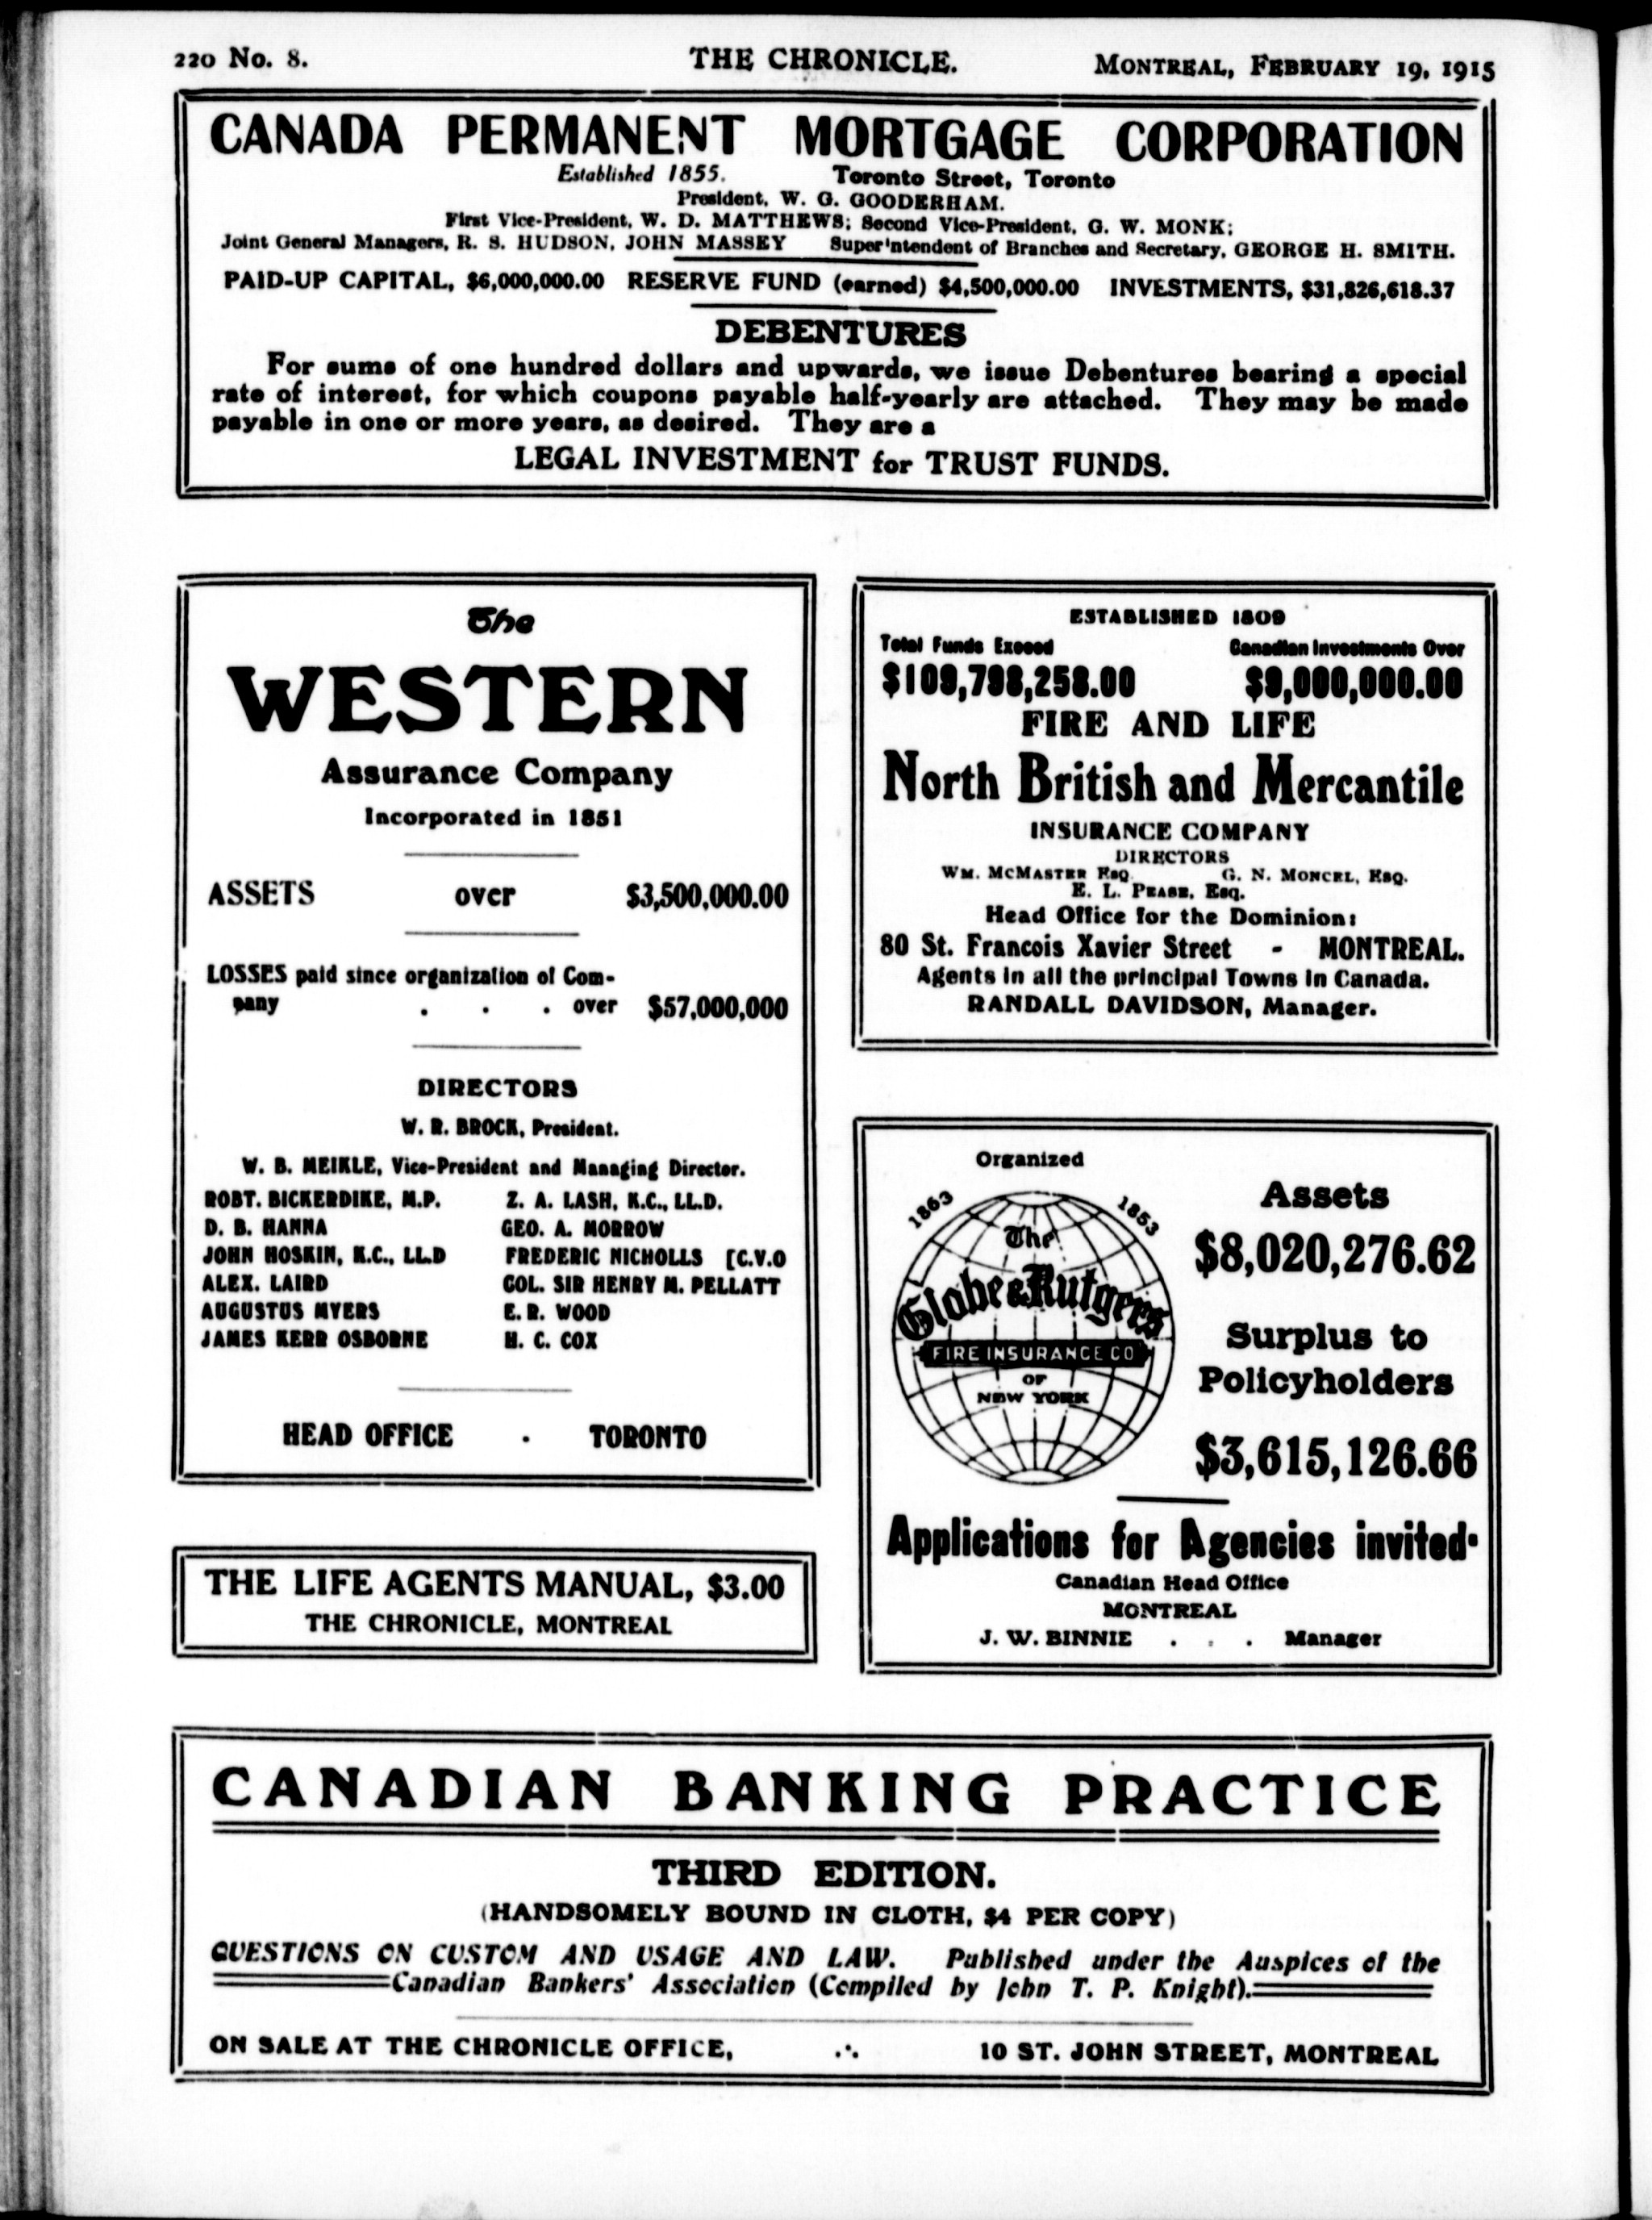 220 No. 8. THE CHRONICLE. MONTREAL, FEBRUARY 19, 1915
CANADA PERMANENT MORTGAGE CORPORATION
Established 1855. Toronto Street, Toronto
President, W. G. GOODERHAM.
First Vice-President, W. D. MATTHEWS; Second Vice-President, G. W. MONK;
Joint General Managers, R. S. HUDSON, JOHN MASSEY Superintendent of Branches and Secretary, GEORGE H. SMITH.
PAID-UP CAPITAL, $6,000,000.00 RESERVE FUND (earned) $4,500,000.00 INVESTMENTS, $31,826,618.37
DEBENTURES
For sums of one hundred dollars and upwards, we issue Debentures bearing a special
rate of interest, for which coupons payable half-yearly are attached. They may be made
payable in one or more years, as desired. They are a
LEGAL INVESTMENT for TRUST FUNDS.
The
WESTERN
Assurance Company
Incorporated in 1851
ASSETS over $3,500,000.00
LOSSES paid since organization of Com-
pany . . . over $57,000,000
DIRECTORS
W. R. BROCK, President.
W. B. MEIKLE, Vice-President and Managing Director.
ROBT. BICKERDIKE, M.P. Z. A. LASH, K.C., LL.D.
D. B. HANNA GEO. A. MORROW
JOHN HOSKIN, K.C., LL.D FREDERIC NICHOLLS [C.V.O
ALEX. LAIRD COL. SIR HENRY M. PELLATT
AUGUSTUS MYERS E. R. WOOD
JAMES KERR OSBORNE H. C. COX
HEAD OFFICE . TORONTO
THE LIFE AGENTS MANUAL, $3.00
THE CHRONICLE, MONTREAL
ESTABLISHED 1809
Total Funds Exceed Canadian Investments Over
$109,798,258.00 $9,000,000.00
FIRE AND LIFE
North British and Mercantile
INSURANCE COMPANY
DIRECTORS
WM. MCMASTER ESQ. G. N. MONCEL, ESQ.
E. L. PEASE, Esq.
Head Office for the Dominion:
80 St. Francois Xavier Street - MONTREAL.
Agents in all the principal Towns in Canada.
RANDALL DAVIDSON, Manager.
Organized
1863 1853
The
Globe & Rutgers
FIRE INSURANCE CO
OF
NEW YORK
Assets
$8,020,276.62
Surplus to
Policyholders
$3,615,126.66
Applications for Agencies invited.
Canadian Head Office
MONTREAL
J. W. BINNIE . . . Manager
CANADIAN BANKING PRACTICE
THIRD EDITION.
(HANDSOMELY BOUND IN CLOTH, $4 PER COPY)
QUESTIONS ON CUSTOM AND USAGE AND LAW. Published under the Auspices of the
Canadian Bankers' Association (Compiled by John T. P. Knight).
ON SALE AT THE CHRONICLE OFFICE, ∴ 10 ST. JOHN STREET, MONTREAL